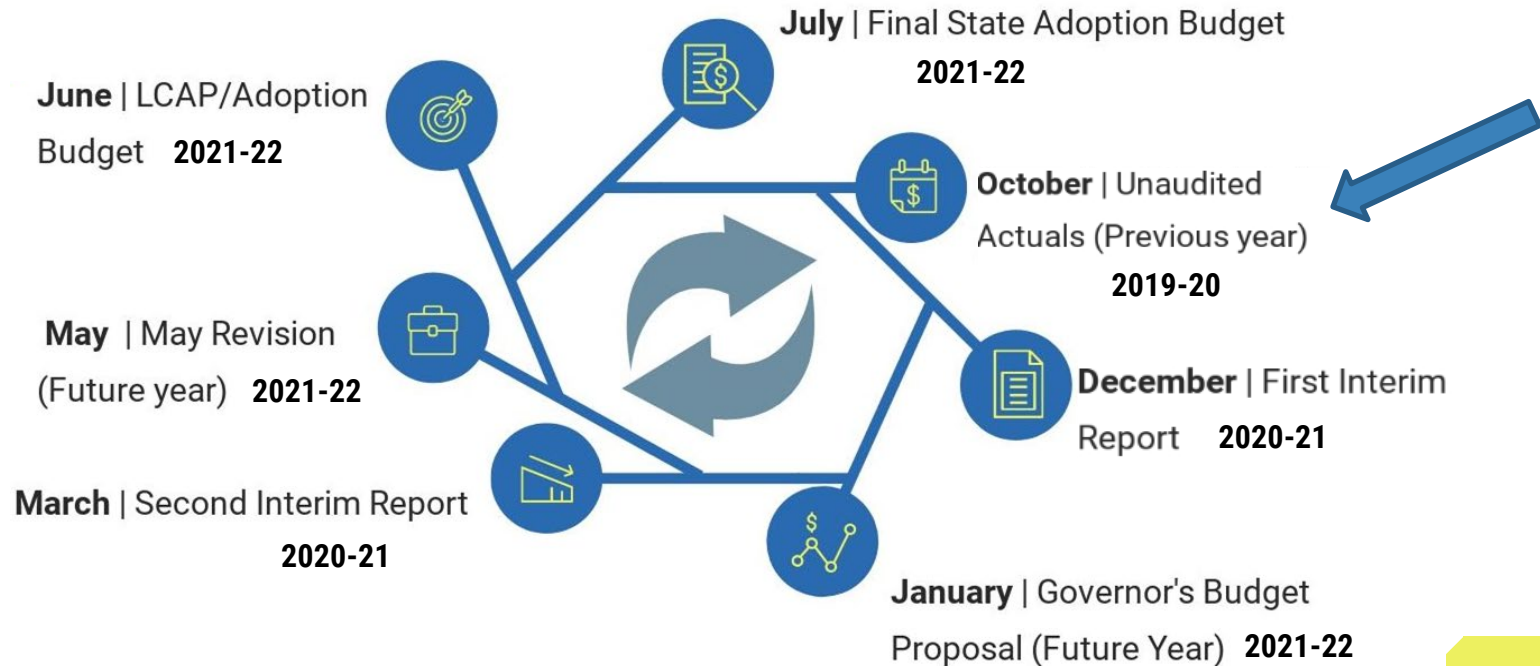 July | Final State Adoption Budget
2021-22
June | LCAP/Adoption
Budget 2021-22
October | Unaudited
Actuals (Previous year)
2019-20
May | May Revision
(Future year) 2021-22
December | First Interim
Report 2020-21
March | Second Interim Report
2020-21
January | Governor's Budget
Proposal (Future Year) 2021-22
$
$
$